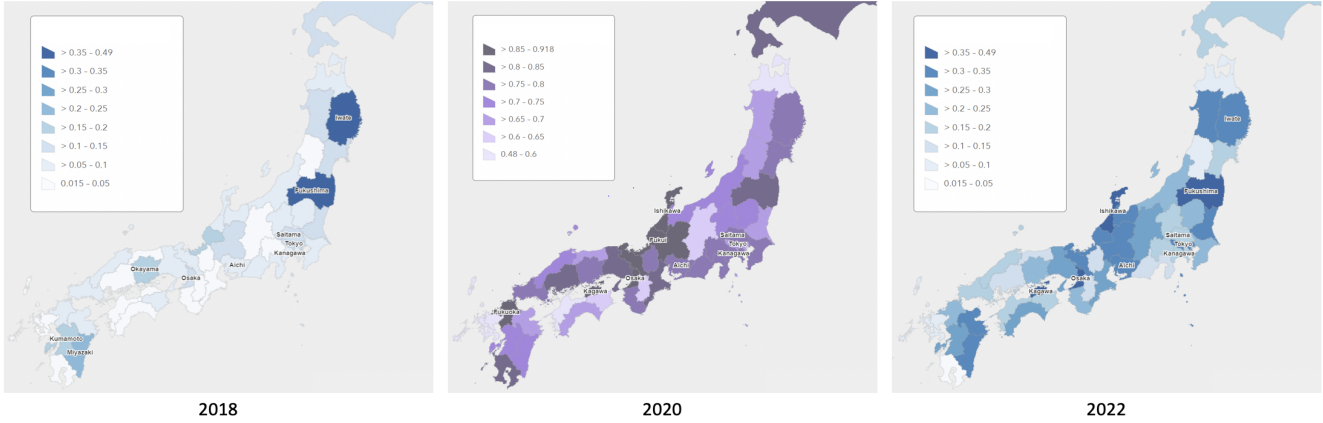 > 0.35 - 0.49
> 0.3 - 0.35
> 0.25 - 0.3
> 0.2 - 0.25
> 0.15 - 0.2
> 0.1 - 0.15
> 0.05 - 0.1
0.015 - 0.05
Iwate
Fukushima
Saitama
Tokyo
Kanagawa
Aichi
Okayama
Osaka
Kumamoto
Miyazaki
2018
> 0.85 - 0.918
> 0.8 - 0.85
> 0.75 - 0.8
> 0.7 - 0.75
> 0.65 - 0.7
> 0.6 - 0.65
0.48 - 0.6
Ishikawa
Fukui
Saitama
Tokyo
Kanagawa
Aichi
Osaka
Kagawa
Fukuoka
2020
> 0.35 - 0.49
> 0.3 - 0.35
> 0.25 - 0.3
> 0.2 - 0.25
> 0.15 - 0.2
> 0.1 - 0.15
> 0.05 - 0.1
0.015 - 0.05
Iwate
Fukushima
Ishikawa
Saitama
Tokyo
Kanagawa
Aichi
Osaka
Kagawa
2022